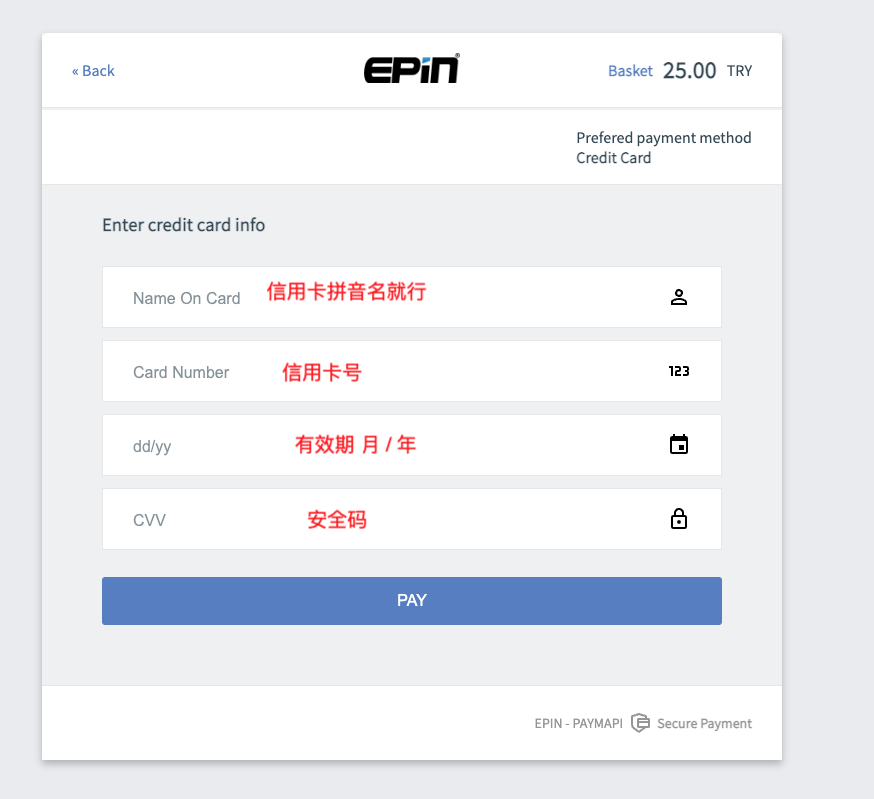 « Back
EPIN®
Basket 25.00 TRY
Prefered payment method
Credit Card
Enter credit card info
Name On Card 信用卡拼音名就行
Card Number 信用卡号 123
dd/yy 有效期 月 / 年
CVV 安全码
PAY
EPIN - PAYMAPI Secure Payment